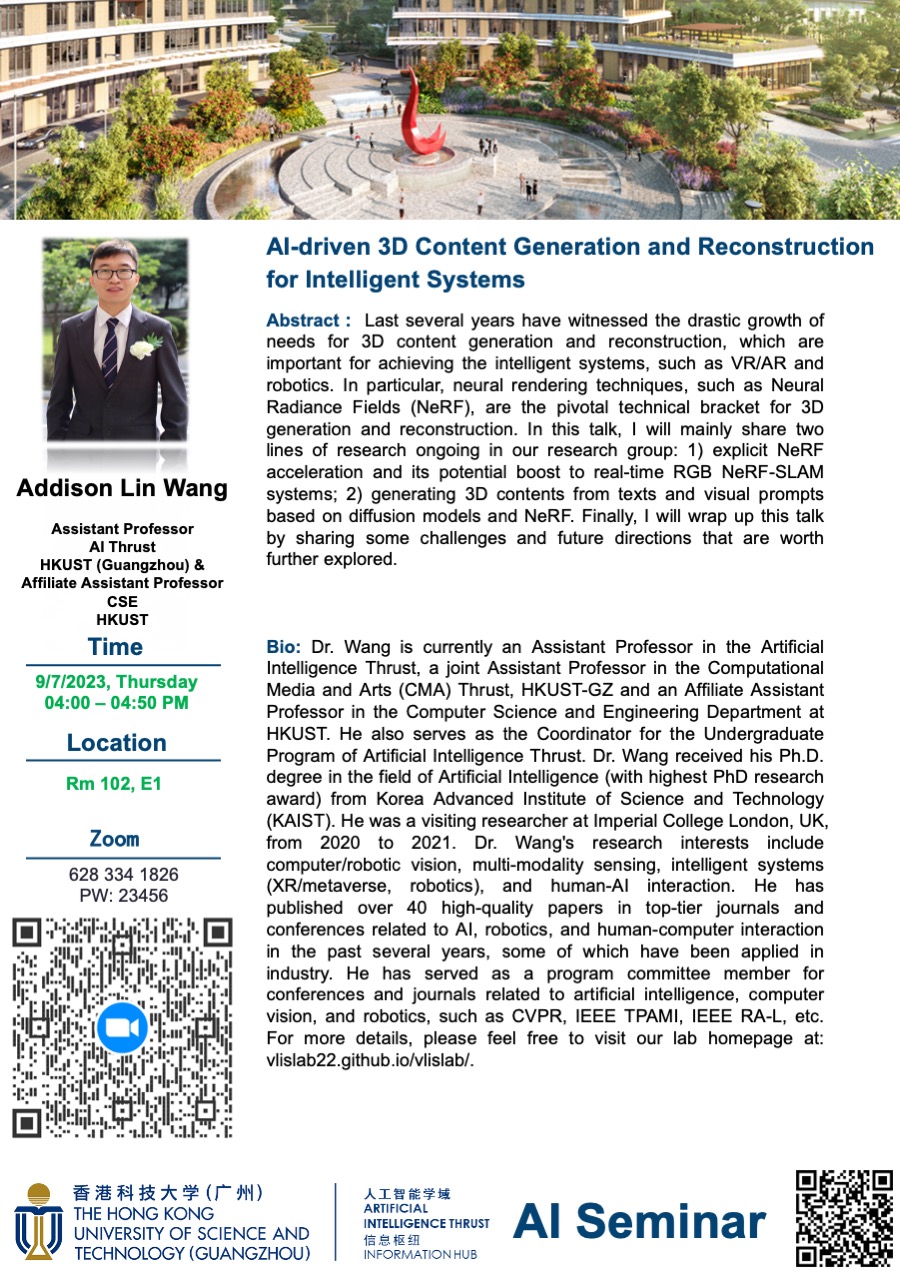 AI-driven 3D Content Generation and Reconstruction
for Intelligent Systems
Abstract : Last several years have witnessed the drastic growth of
needs for 3D content generation and reconstruction, which are
important for achieving the intelligent systems, such as VR/AR and
robotics. In particular, neural rendering techniques, such as Neural
Radiance Fields (NeRF), are the pivotal technical bracket for 3D
generation and reconstruction. In this talk, I will mainly share two
lines of research ongoing in our research group: 1) explicit NeRF
acceleration and its potential boost to real-time RGB NeRF-SLAM
systems; 2) generating 3D contents from texts and visual prompts
based on diffusion models and NeRF. Finally, I will wrap up this talk
by sharing some challenges and future directions that are worth
further explored.
Addison Lin Wang
Assistant Professor
AI Thrust
HKUST (Guangzhou) &
Affiliate Assistant Professor
CSE
HKUST
Time
9/7/2023, Thursday
04:00 – 04:50 PM
Location
Rm 102, E1
Zoom
628 334 1826
PW: 23456
Bio: Dr. Wang is currently an Assistant Professor in the Artificial
Intelligence Thrust, a joint Assistant Professor in the Computational
Media and Arts (CMA) Thrust, HKUST-GZ and an Affiliate Assistant
Professor in the Computer Science and Engineering Department at
HKUST. He also serves as the Coordinator for the Undergraduate
Program of Artificial Intelligence Thrust. Dr. Wang received his Ph.D.
degree in the field of Artificial Intelligence (with highest PhD research
award) from Korea Advanced Institute of Science and Technology
(KAIST). He was a visiting researcher at Imperial College London, UK,
from 2020 to 2021. Dr. Wang's research interests include
computer/robotic vision, multi-modality sensing, intelligent systems
(XR/metaverse, robotics), and human-AI interaction. He has
published over 40 high-quality papers in top-tier journals and
conferences related to AI, robotics, and human-computer interaction
in the past several years, some of which have been applied in
industry. He has served as a program committee member for
conferences and journals related to artificial intelligence, computer
vision, and robotics, such as CVPR, IEEE TPAMI, IEEE RA-L, etc.
For more details, please feel free to visit our lab homepage at:
vlislab22.github.io/vlislab/.
香港科技大学(广州)
THE HONG KONG
UNIVERSITY OF SCIENCE AND
TECHNOLOGY (GUANGZHOU)
人工智能学域
ARTIFICIAL
INTELLIGENCE THRUST
信息枢纽
INFORMATION HUB
AI Seminar